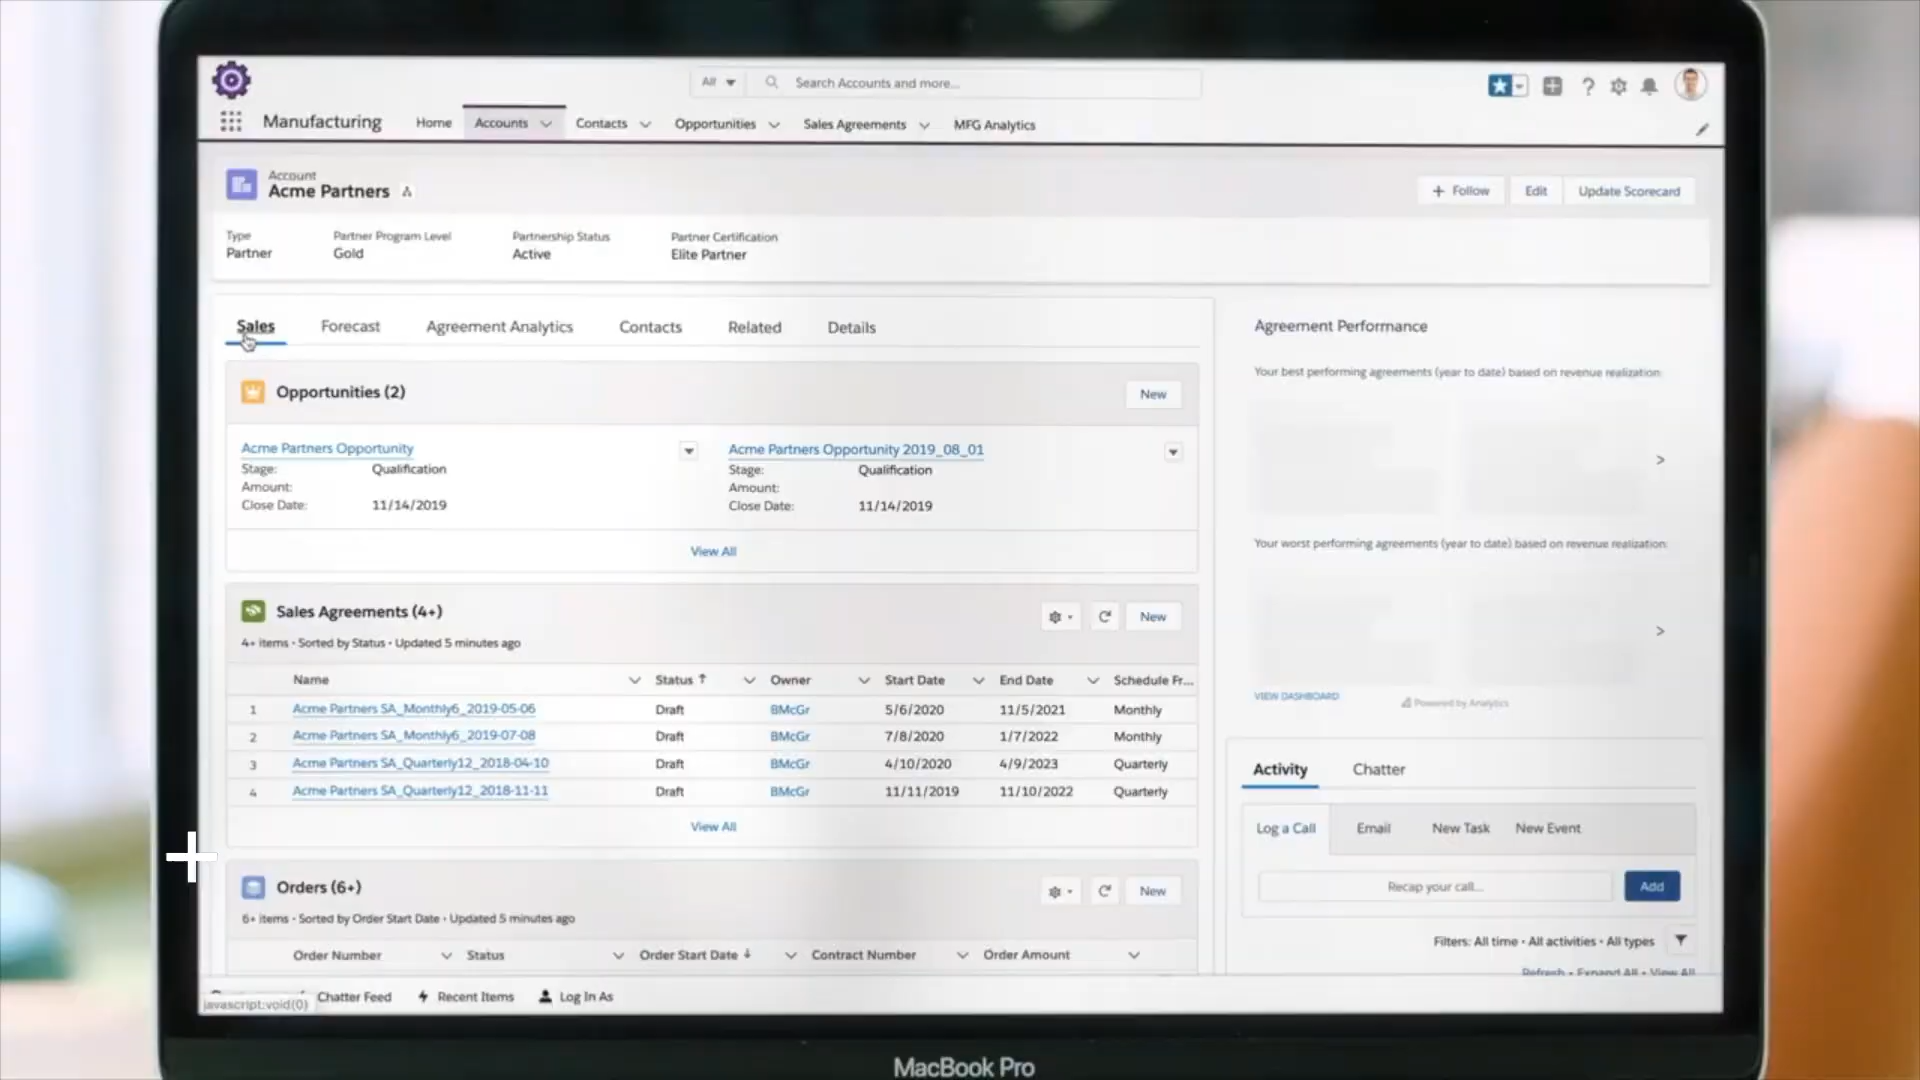 All
Search Accounts and more...
Manufacturing
Home
Accounts
Contacts
Opportunities
Sales Agreements
MFG Analytics
Account
Acme Partners
Follow
Edit
Update Scorecard
Type
Partner Program Level
Partnership Status
Partner Certification
Partner
Gold
Active
Elite Partner
Sales
Forecast
Agreement Analytics
Contacts
Related
Details
Opportunities (2)
New
Acme Partners Opportunity
Stage: Qualification
Amount:
Close Date: 11/14/2019
Acme Partners Opportunity 2019_08_01
Stage: Qualification
Amount:
Close Date: 11/14/2019
View All
Sales Agreements (4+)
New
4+ items • Sorted by Status • Updated 5 minutes ago
Name Status ↑ Owner Start Date End Date Schedule Fr...
1 Acme Partners SA_Monthly6_2019-05-06 Draft BMcGr 5/6/2020 11/5/2021 Monthly
2 Acme Partners SA_Monthly6_2019-07-08 Draft BMcGr 7/8/2020 1/7/2022 Monthly
3 Acme Partners SA_Quarterly12_2018-04-10 Draft BMcGr 4/10/2020 4/9/2023 Quarterly
4 Acme Partners SA_Quarterly12_2018-11-11 Draft BMcGr 11/11/2019 11/10/2022 Quarterly
View All
Orders (6+)
New
6+ items • Sorted by Order Start Date • Updated 5 minutes ago
Order Number Status Order Start Date ↓ Contract Number Order Amount
Agreement Performance
Your best performing agreements (year to date) based on revenue realization:
Your worst performing agreements (year to date) based on revenue realization:
VIEW DASHBOARD
Powered by Analytics
Activity
Chatter
Log a Call
Email
New Task
New Event
Recap your call...
Add
Filters: All time • All activities • All types
Refresh • Expand All • View All
javascript:void(0)
Chatter Feed
Recent Items
Log In As
MacBook Pro